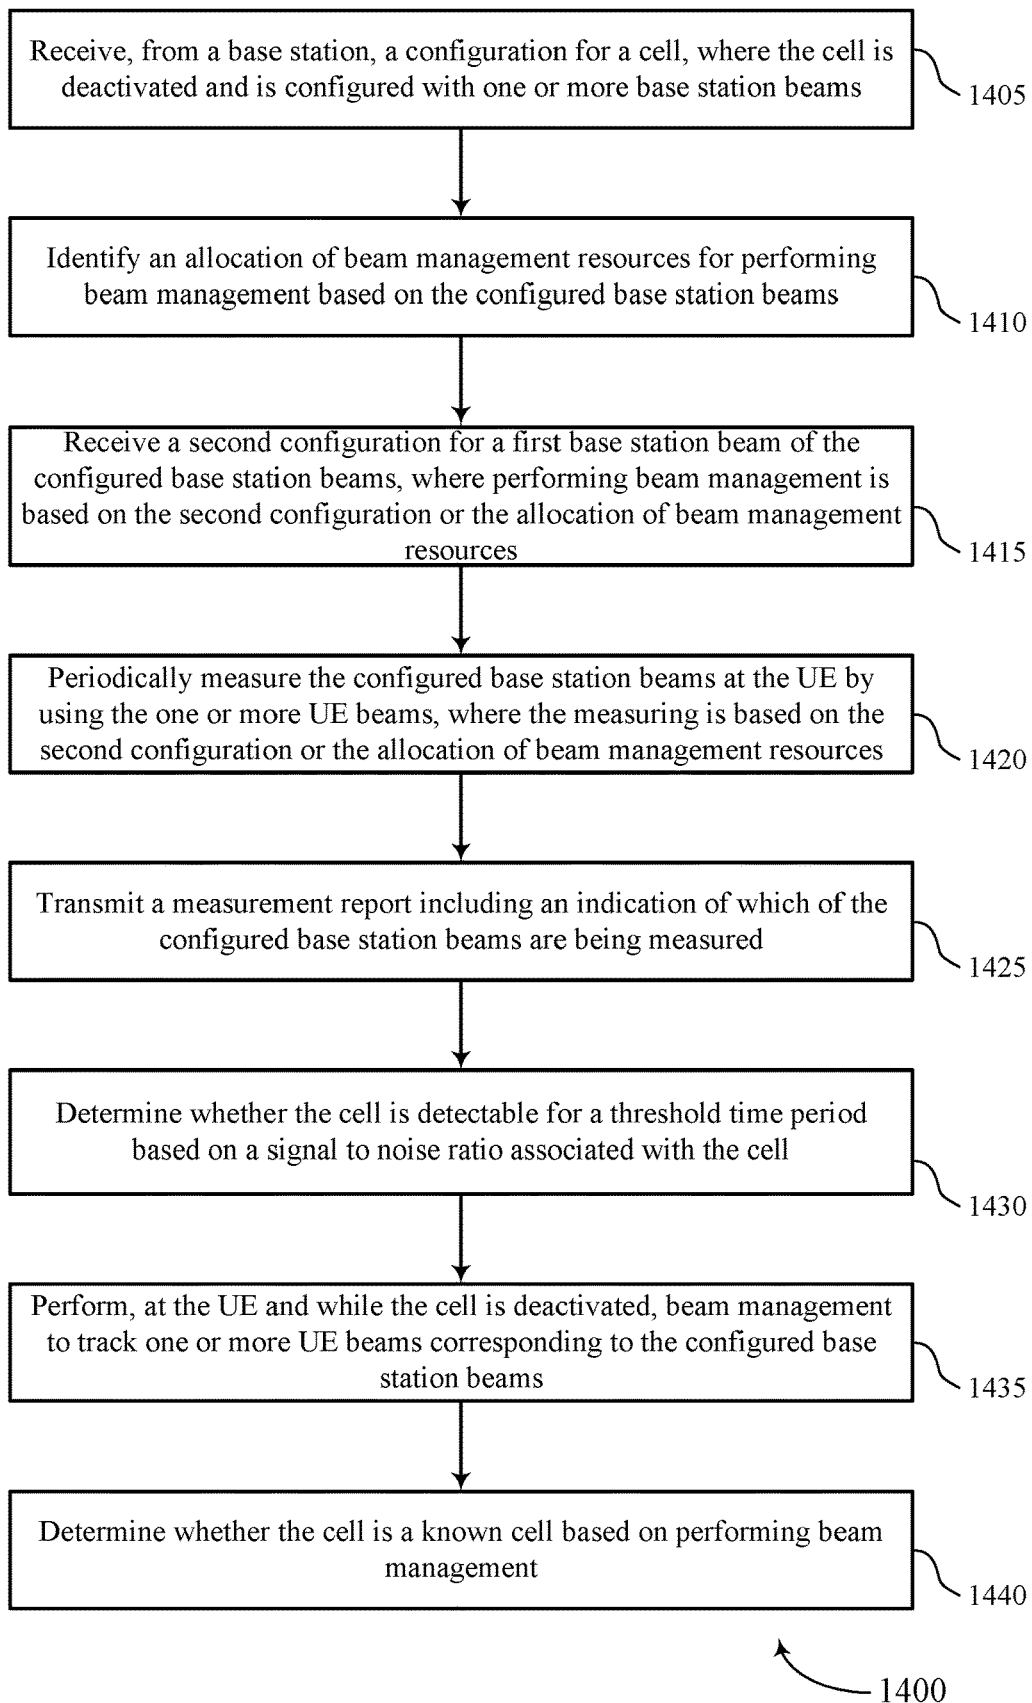 Receive, from a base station, a configuration for a cell, where the cell is
deactivated and is configured with one or more base station beams
1405
Identify an allocation of beam management resources for performing
beam management based on the configured base station beams
1410
Receive a second configuration for a first base station beam of the
configured base station beams, where performing beam management is
based on the second configuration or the allocation of beam management
resources
1415
Periodically measure the configured base station beams at the UE by
using the one or more UE beams, where the measuring is based on the
second configuration or the allocation of beam management resources
1420
Transmit a measurement report including an indication of which of the
configured base station beams are being measured
1425
Determine whether the cell is detectable for a threshold time period
based on a signal to noise ratio associated with the cell
1430
Perform, at the UE and while the cell is deactivated, beam management
to track one or more UE beams corresponding to the configured base
station beams
1435
Determine whether the cell is a known cell based on performing beam
management
1440
1400